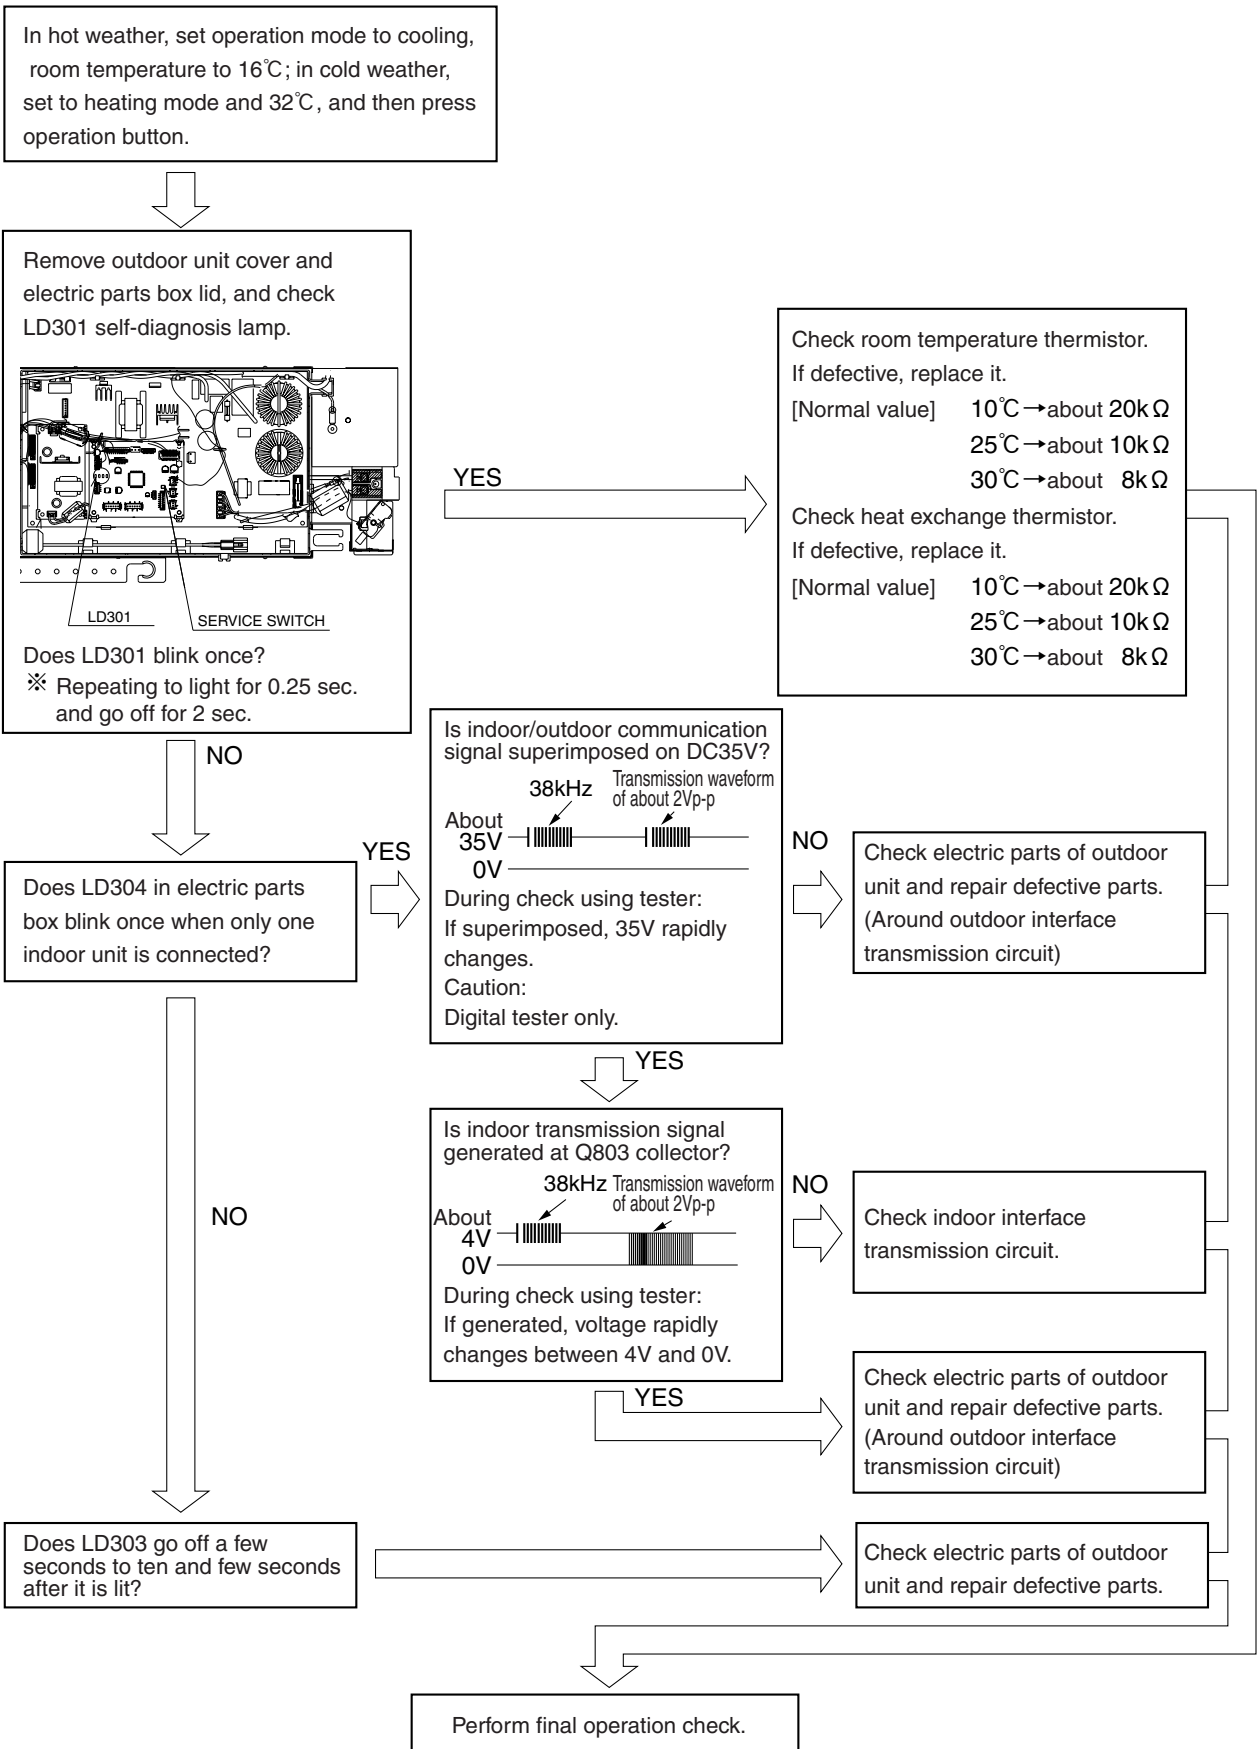 In hot weather, set operation mode to cooling,
room temperature to 16℃; in cold weather,
set to heating mode and 32℃, and then press
operation button.
Remove outdoor unit cover and
electric parts box lid, and check
LD301 self-diagnosis lamp.
LD301
SERVICE SWITCH
Does LD301 blink once?
※ Repeating to light for 0.25 sec.
and go off for 2 sec.
YES
Check room temperature thermistor.
If defective, replace it.
[Normal value] 10℃→about 20kΩ
25℃→about 10kΩ
30℃→about 8kΩ
Check heat exchange thermistor.
If defective, replace it.
[Normal value] 10℃→about 20kΩ
25℃→about 10kΩ
30℃→about 8kΩ
NO
Does LD304 in electric parts
box blink once when only one
indoor unit is connected?
YES
Is indoor/outdoor communication
signal superimposed on DC35V?
38kHz
Transmission waveform
of about 2Vp-p
About
35V
0V
During check using tester:
If superimposed, 35V rapidly
changes.
Caution:
Digital tester only.
NO
Check electric parts of outdoor
unit and repair defective parts.
(Around outdoor interface
transmission circuit)
YES
Is indoor transmission signal
generated at Q803 collector?
38kHz
Transmission waveform
of about 2Vp-p
About
4V
0V
During check using tester:
If generated, voltage rapidly
changes between 4V and 0V.
NO
Check indoor interface
transmission circuit.
YES
Check electric parts of outdoor
unit and repair defective parts.
(Around outdoor interface
transmission circuit)
NO
Does LD303 go off a few
seconds to ten and few seconds
after it is lit?
Check electric parts of outdoor
unit and repair defective parts.
Perform final operation check.